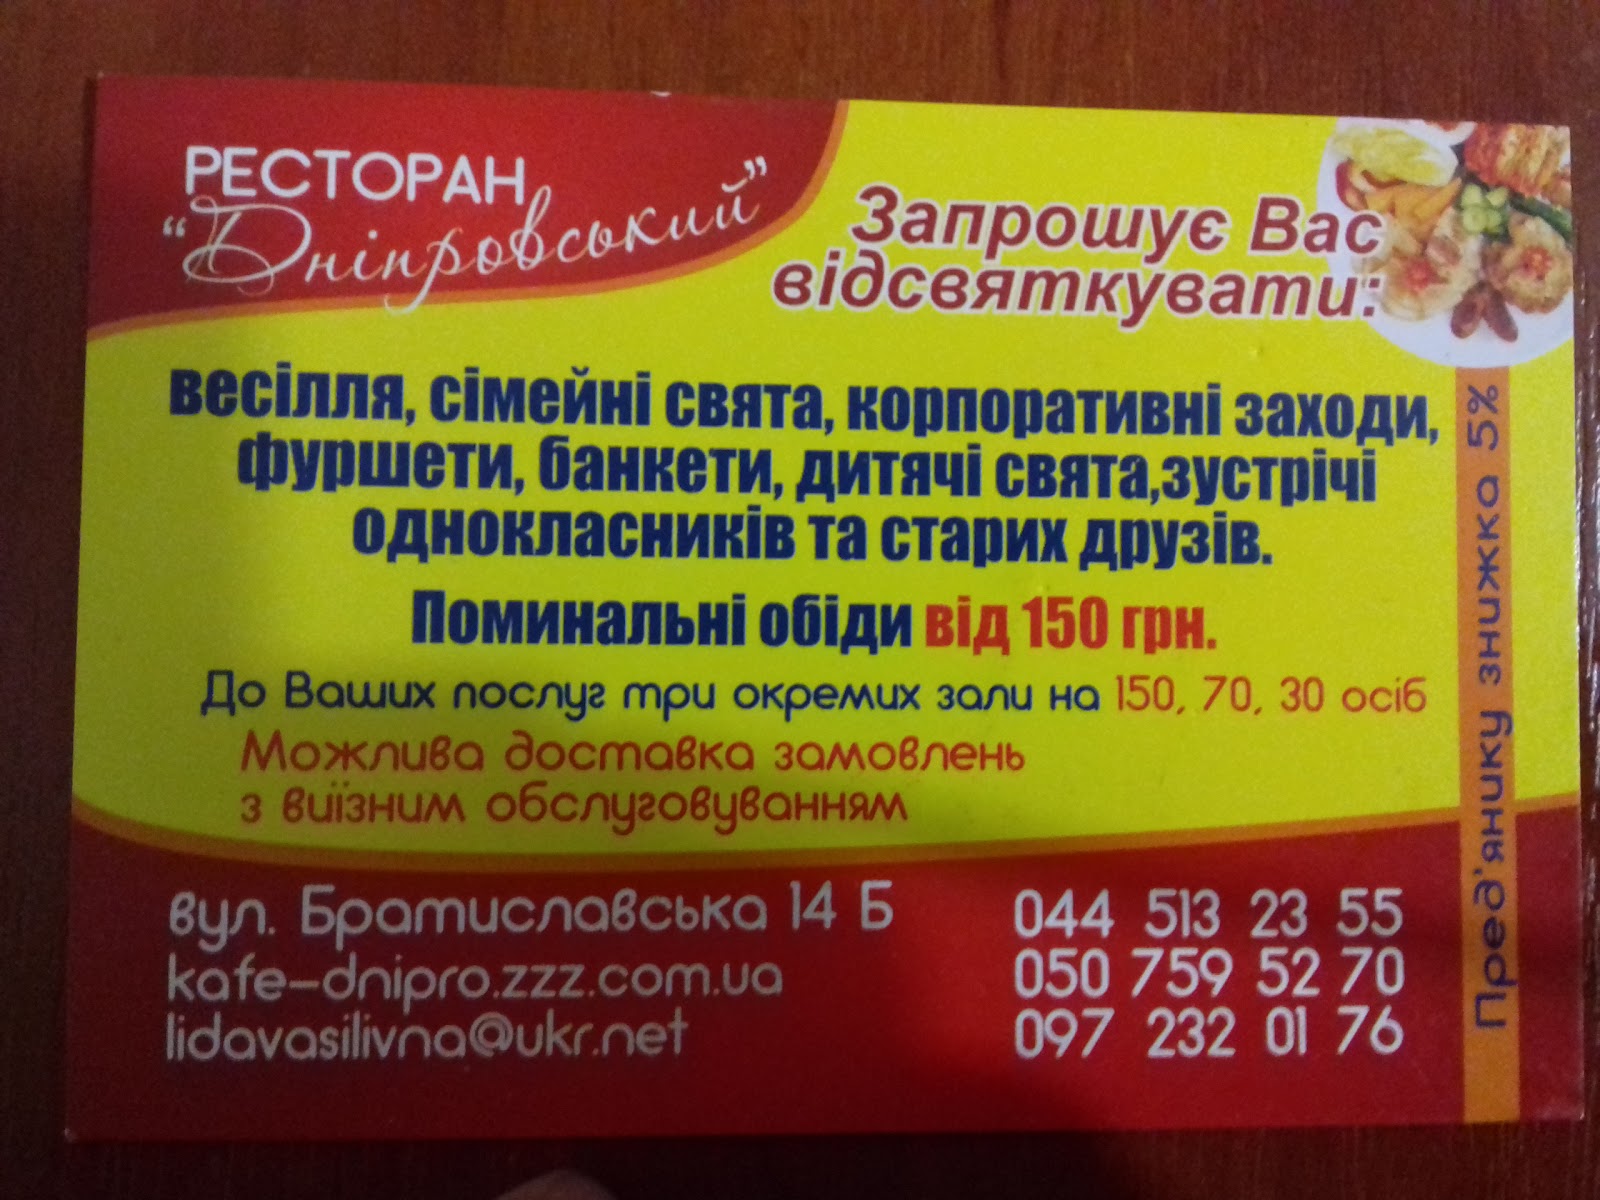 РЕСТОРАН
“Дніпровський”
Запрошує Вас
відсвяткувати:
весілля, сімейні свята, корпоративні заходи,
фуршети, банкети, дитячі свята,зустрічі
однокласників та старих друзів.
Поминальні обіди від 150 грн.
До Ваших послуг три окремих зали на 150, 70, 30 осіб
Можлива доставка замовлень
з виїзним обслуговуванням
вул. Братиславська 14 Б
kafe-dnipro.zzz.com.ua
lidavasilivna@ukr.net
044 513 23 55
050 759 52 70
097 232 01 76
Пред'яннику знижка 5%